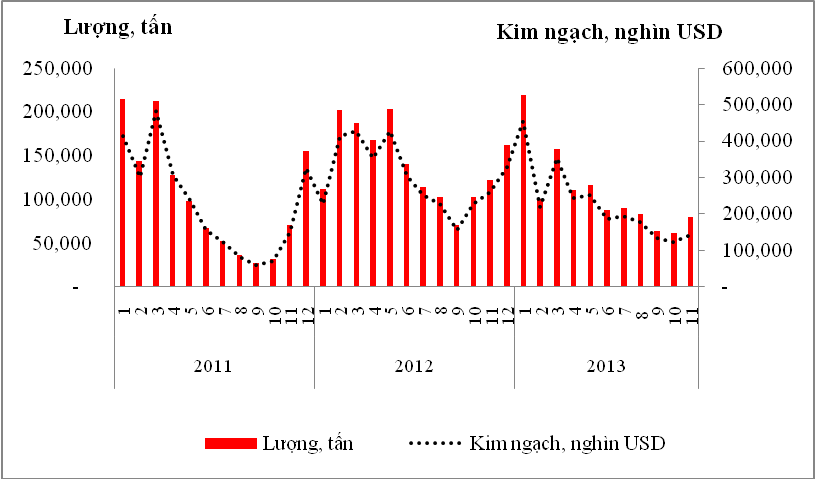 Lượng, tấn Kim ngạch, nghìn USD
250,000 600,000
200,000 500,000
150,000 400,000
100,000 300,000
50,000 200,000
- 100,000
-
1 2 3 4 5 6 7 8 9 10 11 12 1 2 3 4 5 6 7 8 9 10 11 12 1 2 3 4 5 6 7 8 9 10 11
2011 2012 2013
Lượng, tấn Kim ngạch, nghìn USD